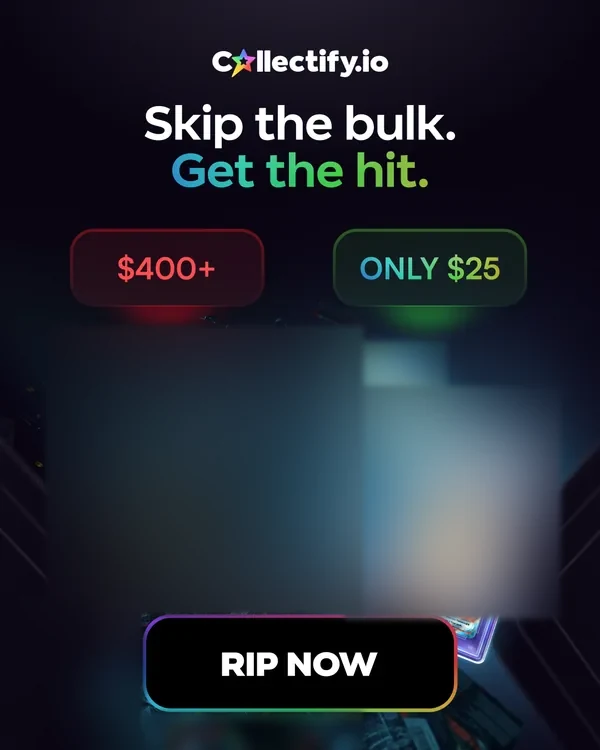 Collectify.io
Skip the bulk.
Get the hit.
$400+
ONLY $25
RIP NOW